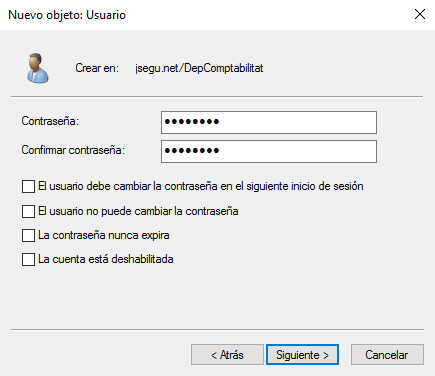 Nuevo objeto: Usuario
Crear en: jsegu.net/DepComptabilitat
Contraseña: ●●●●●●●●
Confirmar contraseña: ●●●●●●●●
El usuario debe cambiar la contraseña en el siguiente inicio de sesión
El usuario no puede cambiar la contraseña
La contraseña nunca expira
La cuenta está deshabilitada
< Atrás Siguiente > Cancelar